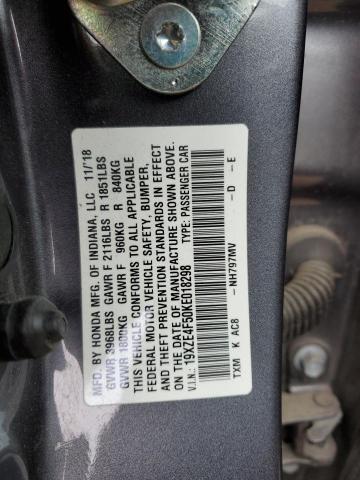 MFD. BY HONDA MFG. OF INDIANA, LLC 11/18
GVWR 3968LBS GAWR F 2116LBS R 1851LBS
GVWR 1800KG GAWR F 960KG R 840KG
THIS VEHICLE CONFORMS TO ALL APPLICABLE
FEDERAL MOTOR VEHICLE SAFETY, BUMPER,
AND THEFT PREVENTION STANDARDS IN EFFECT
ON THE DATE OF MANUFACTURE SHOWN ABOVE.
V.I.N.: 19XZE4F50KE018298 TYPE: PASSENGER CAR
NH797MV -D -E
TXM K AC8